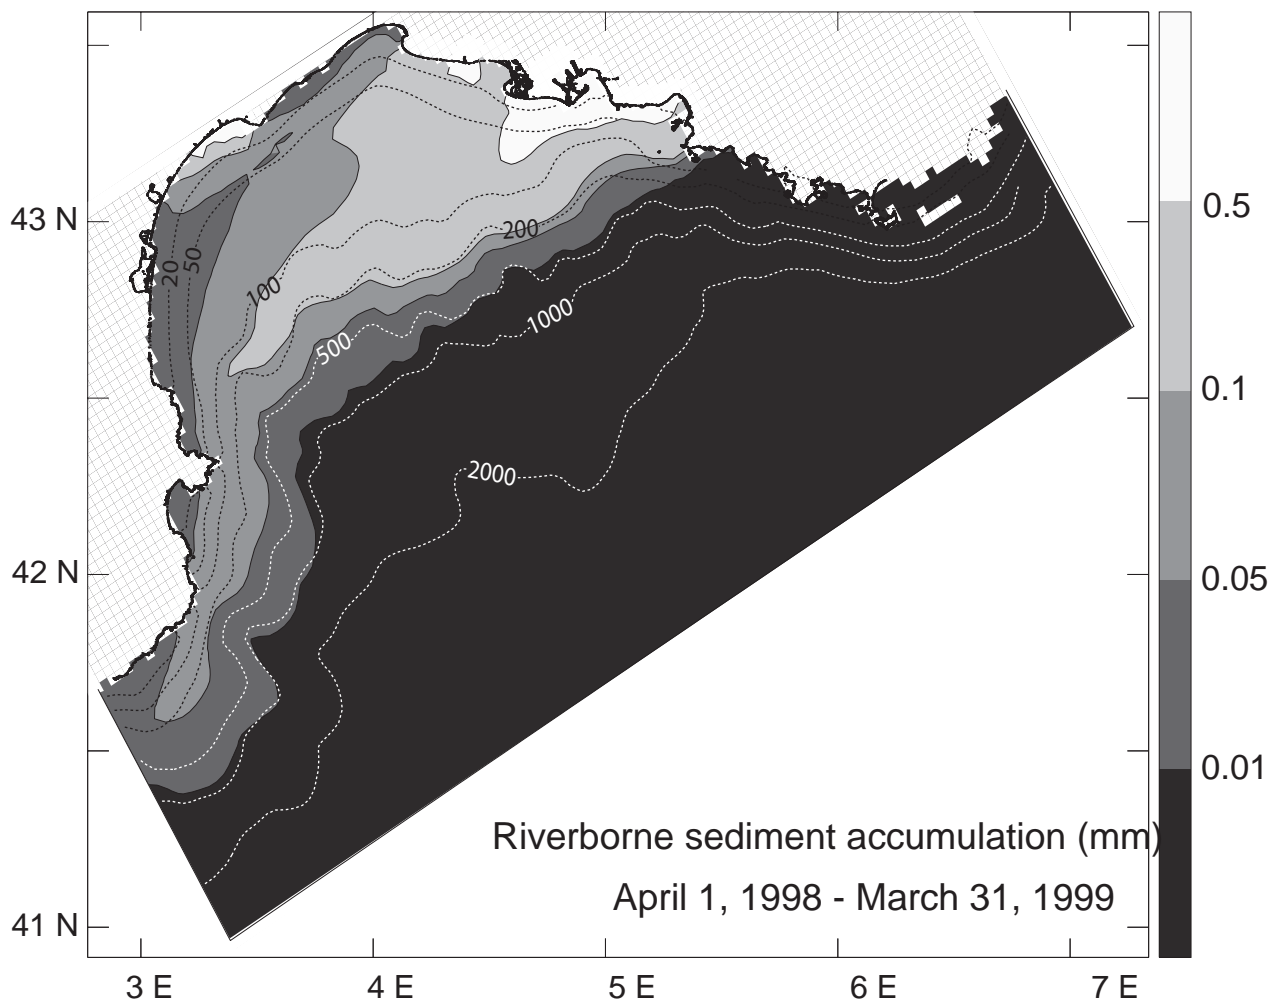 0.5
43 N
200
20
50
100
1000
500
0.1
2000
42 N
0.05
0.01
Riverborne sediment accumulation (mm)
April 1, 1998 - March 31, 1999
41 N
3 E 4 E 5 E 6 E 7 E